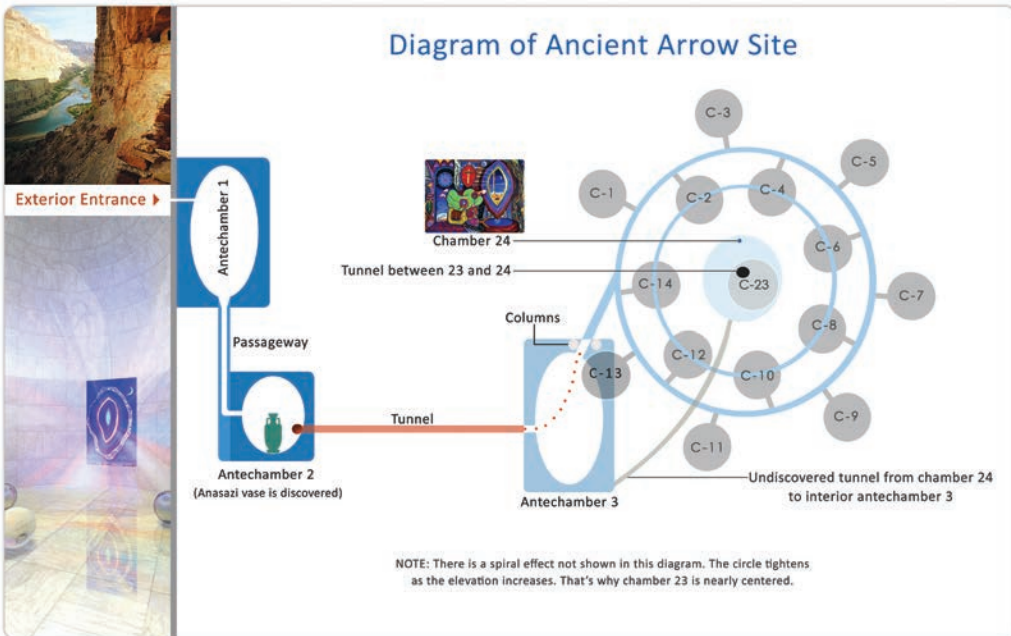 Diagram of Ancient Arrow Site
Exterior Entrance
Antechamber 1
Passageway
Antechamber 2
(Anasazi vase is discovered)
Tunnel
Chamber 24
Tunnel between 23 and 24
Columns
Antechamber 3
C-3
C-5
C-1
C-2
C-4
C-6
C-14
C-23
C-7
C-8
C-12
C-13
C-10
C-9
C-11
Undiscovered tunnel from chamber 24
to interior antechamber 3
NOTE: There is a spiral effect not shown in this diagram. The circle tightens
as the elevation increases. That's why chamber 23 is nearly centered.